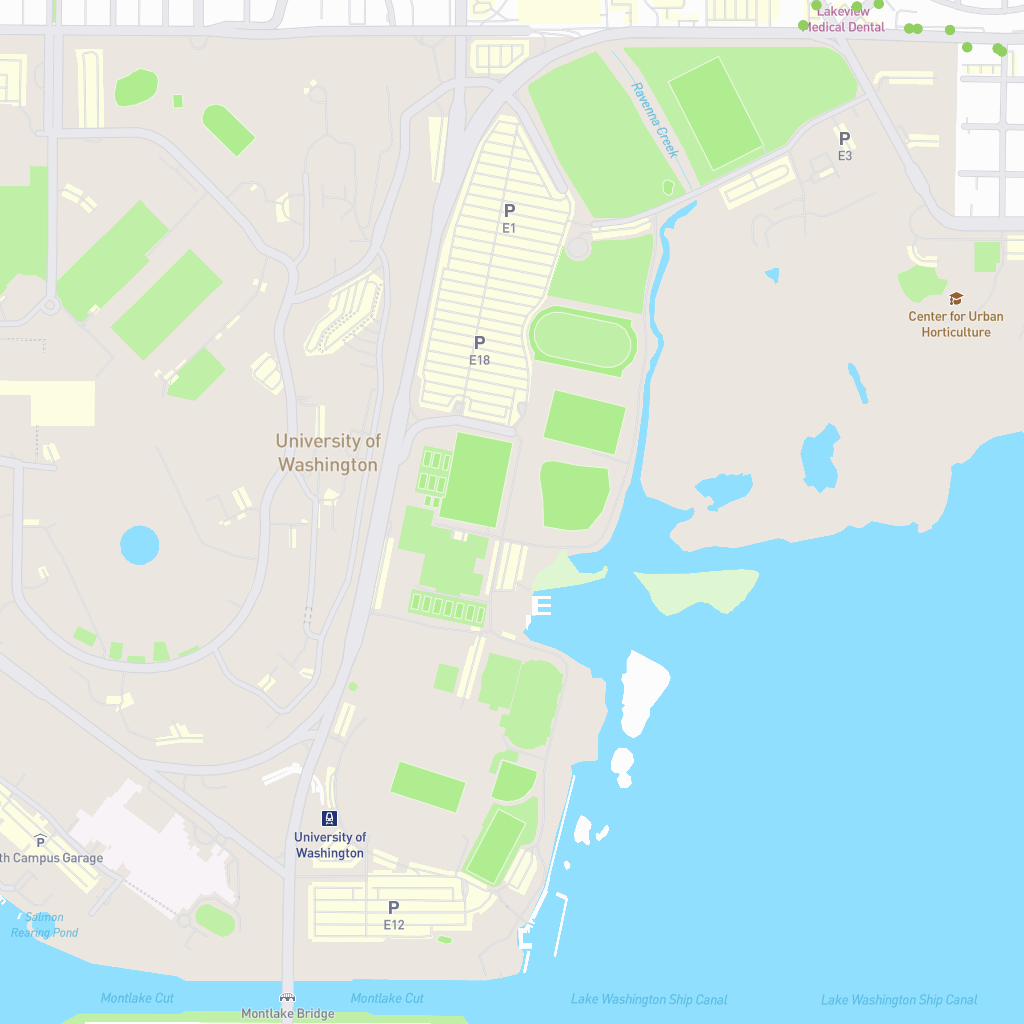 Lakeview
Medical Dental
Ravenna Creek
P
E3
P
E1
Center for Urban
Horticulture
P
E18
University of
Washington
University of
Washington
P
th Campus Garage
P
E12
Salmon
Rearing Pond
Montlake Cut
Montlake Cut
Lake Washington Ship Canal
Lake Washington Ship Canal
Montlake Bridge